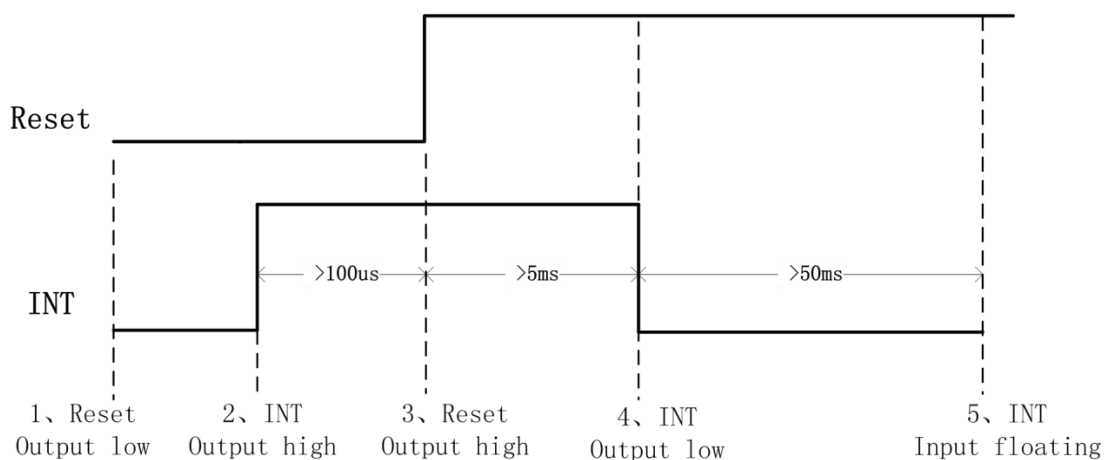 Reset
>100us
>5ms
>50ms
INT
1、Reset
Output low
2、INT
Output high
3、Reset
Output high
4、INT
Output low
5、INT
Input floating